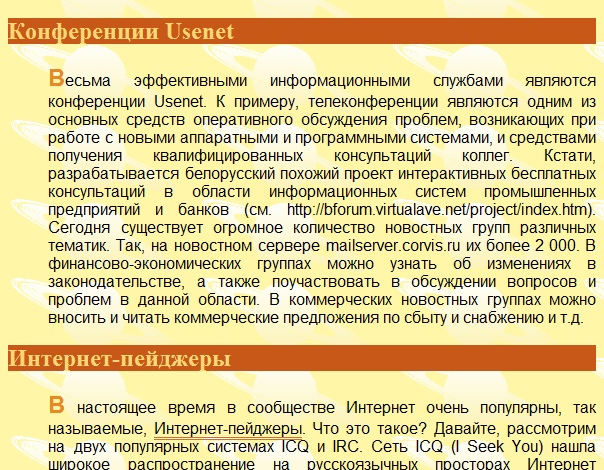 Конференции Usenet
Весьма эффективными информационными службами являются
конференции Usenet. К примеру, телеконференции являются одним из
основных средств оперативного обсуждения проблем, возникающих при
работе с новыми аппаратными и программными системами, и средствами
получения квалифицированных консультаций коллег. Кстати,
разрабатывается белорусский похожий проект интерактивных бесплатных
консультаций в области информационных систем промышленных
предприятий и банков (см. http://bforum.virtualave.net/project/index.htm).
Сегодня существует огромное количество новостных групп различных
тематик. Так, на новостном сервере mailserver.corvis.ru их более 2 000. В
финансово-экономических группах можно узнать об изменениях в
законодательстве, а также поучаствовать в обсуждении вопросов и
проблем в данной области. В коммерческих новостных группах можно
вносить и читать коммерческие предложения по сбыту и снабжению и т.д.
Интернет-пейджеры
В настоящее время в сообществе Интернет очень популярны, так
называемые, Интернет-пейджеры. Что это такое? Давайте, рассмотрим
на двух популярных системах ICQ и IRC. Сеть ICQ (I Seek You) нашла
широкое распространение на русскоязычных просторах Интернет